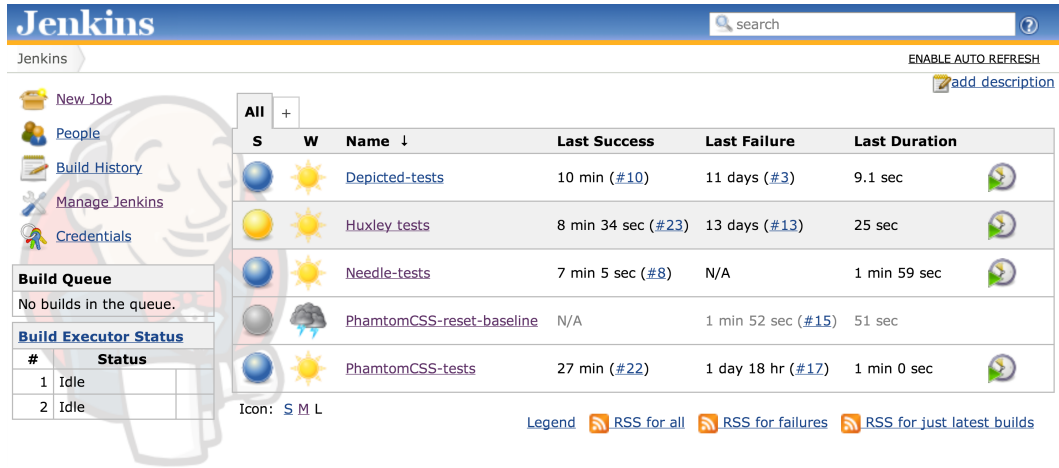 Jenkins
search
Jenkins
ENABLE AUTO REFRESH
add description
New Job
People
Build History
Manage Jenkins
Credentials
Build Queue
No builds in the queue.
Build Executor Status
# Status
1 Idle
2 Idle
All +
S W Name ↓ Last Success Last Failure Last Duration
Depicted-tests 10 min (#10) 11 days (#3) 9.1 sec
Huxley tests 8 min 34 sec (#23) 13 days (#13) 25 sec
Needle-tests 7 min 5 sec (#8) N/A 1 min 59 sec
PhamtomCSS-reset-baseline N/A 1 min 52 sec (#15) 51 sec
PhamtomCSS-tests 27 min (#22) 1 day 18 hr (#17) 1 min 0 sec
Icon: S M L
Legend RSS for all RSS for failures RSS for just latest builds